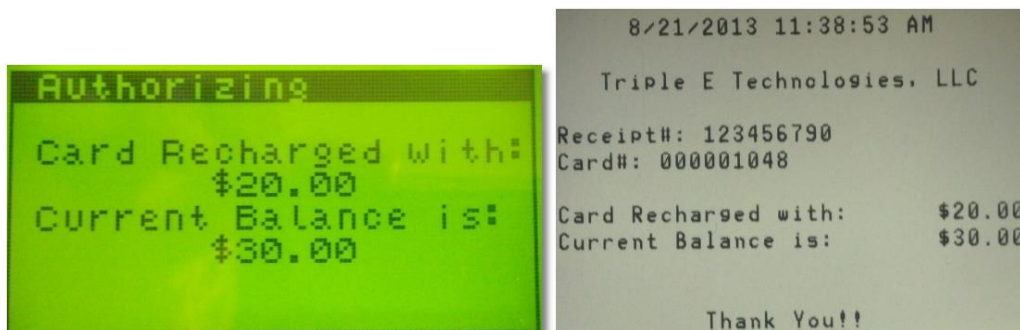 Authorizing
Card Recharged with:
$20.00
Current Balance is:
$30.00
8/21/2013 11:38:53 AM
Triple E Technologies, LLC
Receipt#: 123456790
Card#: 000001048
Card Recharged with: $20.00
Current Balance is: $30.00
Thank You!!